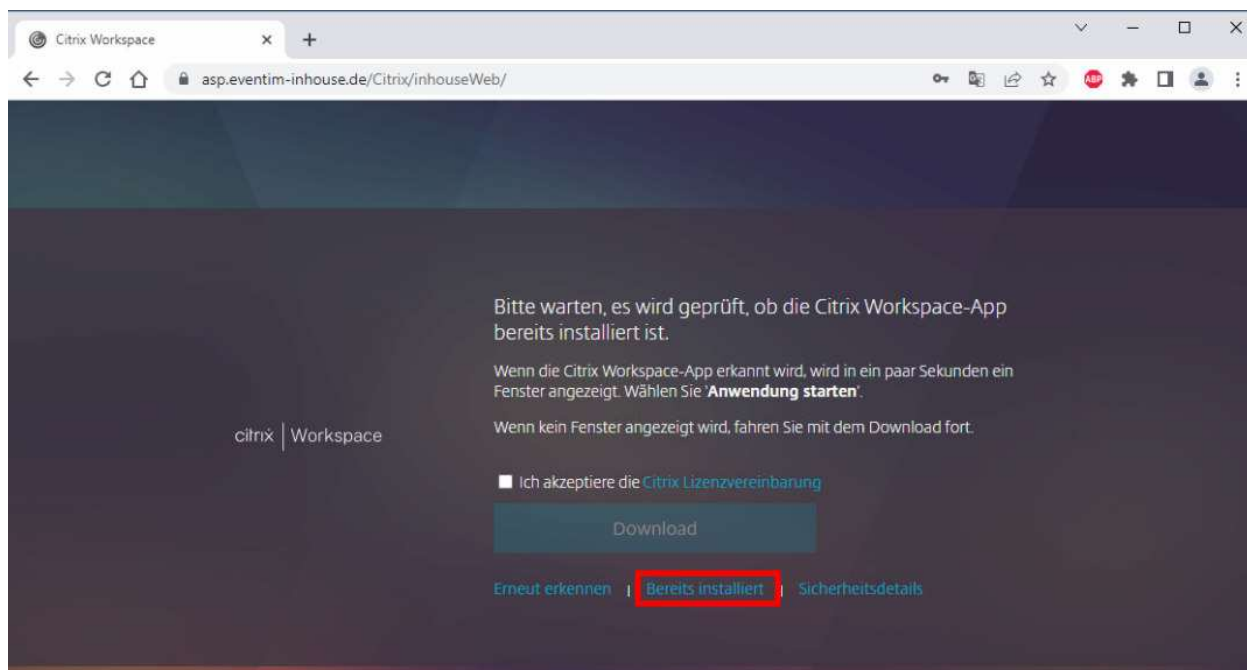 Citrix Workspace
asp.eventim-inhouse.de/Citrix/inhouseWeb/
ABP
Bitte warten, es wird geprüft, ob die Citrix Workspace-App
bereits installiert ist.
Wenn die Citrix Workspace-App erkannt wird, wird in ein paar Sekunden ein
Fenster angezeigt. Wählen Sie 'Anwendung starten'.
citrix | Workspace
Wenn kein Fenster angezeigt wird, fahren Sie mit dem Download fort.
Ich akzeptiere die Citrix Lizenzvereinbarung
Download
Erneut erkennen | Bereits installiert | Sicherheitsdetails